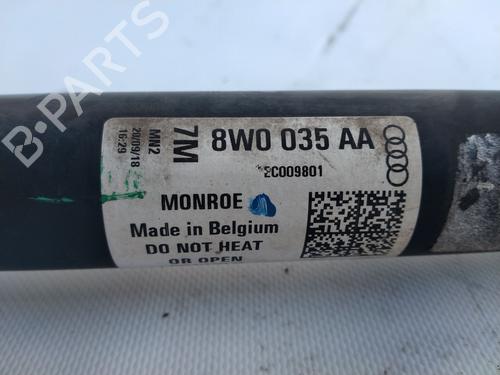 20/09/18
16:29
MN2
7M
8W0 035 AA
EC009801
MONROE
Made in Belgium
DO NOT HEAT
OR OPEN
B-PARTS